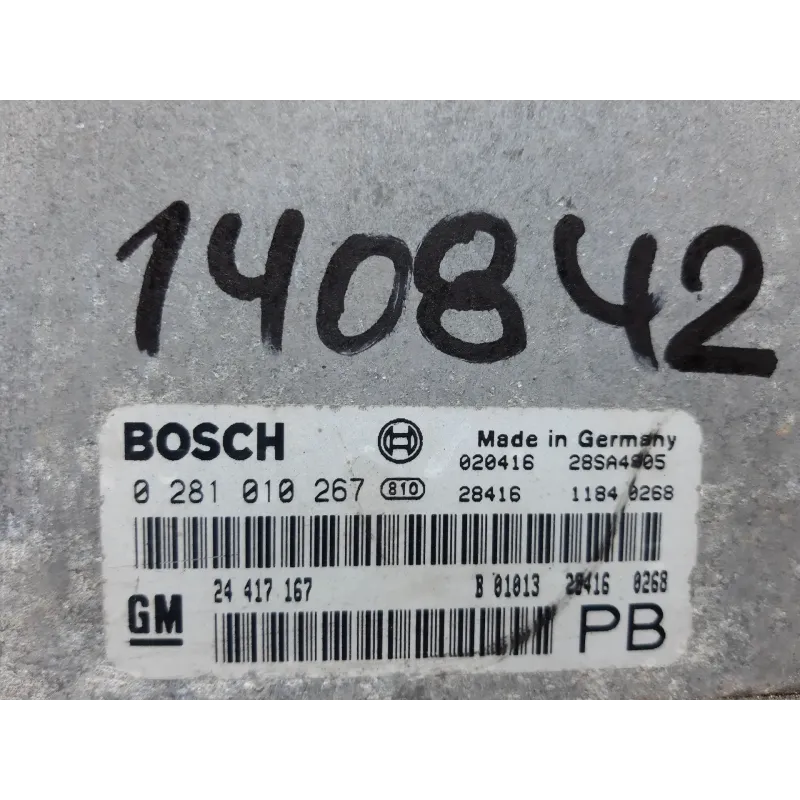 140842
BOSCH Made in Germany
020416 28SA4805
0 281 010 267 810 28416 1184 0268
24 417 167 B 01013 28416 0268
GM PB